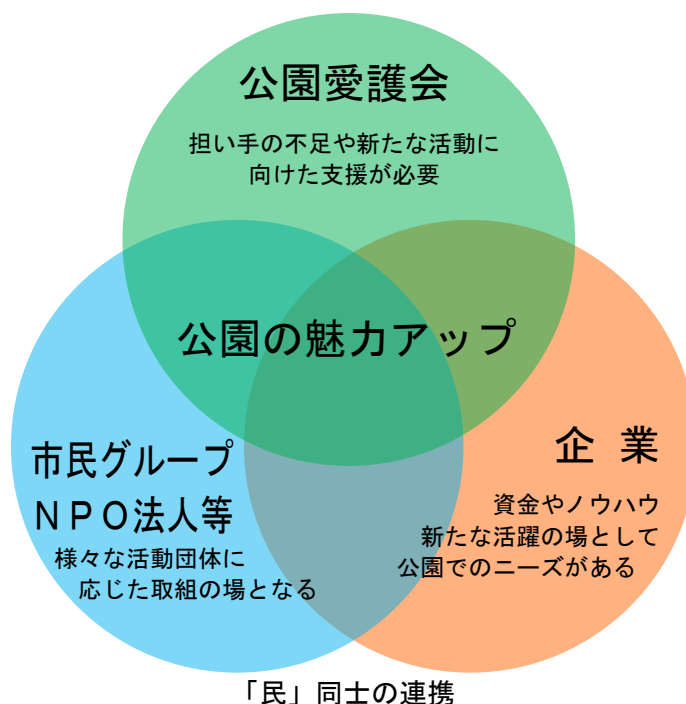 公園愛護会
担い手の不足や新たな活動に
向けた支援が必要
公園の魅力アップ
市民グループ
ＮＰＯ法人等
様々な活動団体に
応じた取組の場となる
企 業
資金やノウハウ
新たな活躍の場として
公園でのニーズがある
「民」同士の連携